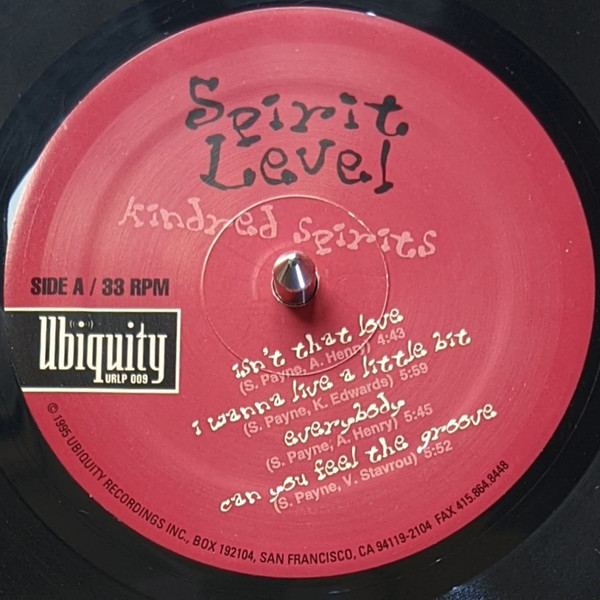 Spirit
Level
kindred spirits
SIDE A / 33 RPM
Ubiquity
URLP 009
isn't that love
(S. Payne, A. Henry) 4:43
i wanna live a little bit
(S. Payne, K. Edwards) 5:59
everybody
(S. Payne, A. Henry) 5:45
can you feel the groove
(S. Payne, V. Stavrou) 5:52
© 1995 UBIQUITY RECORDINGS INC., BOX 192104, SAN FRANCISCO, CA 94119-2104 FAX 415.864.8448